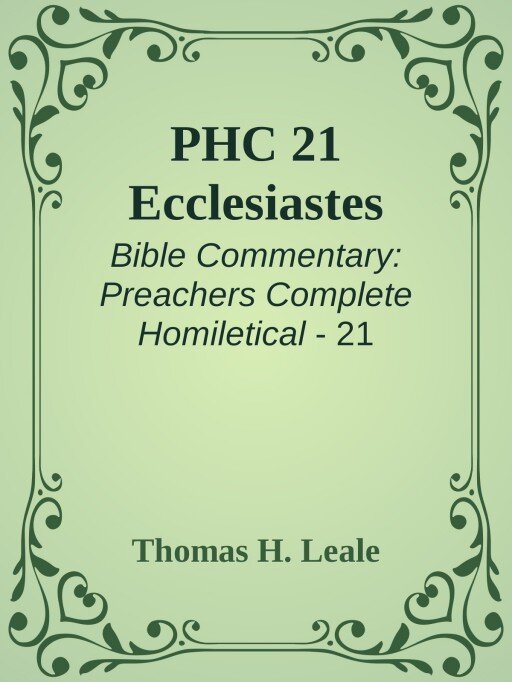 PHC 21
Ecclesiastes
Bible Commentary:
Preachers Complete
Homiletical - 21
Thomas H. Leale